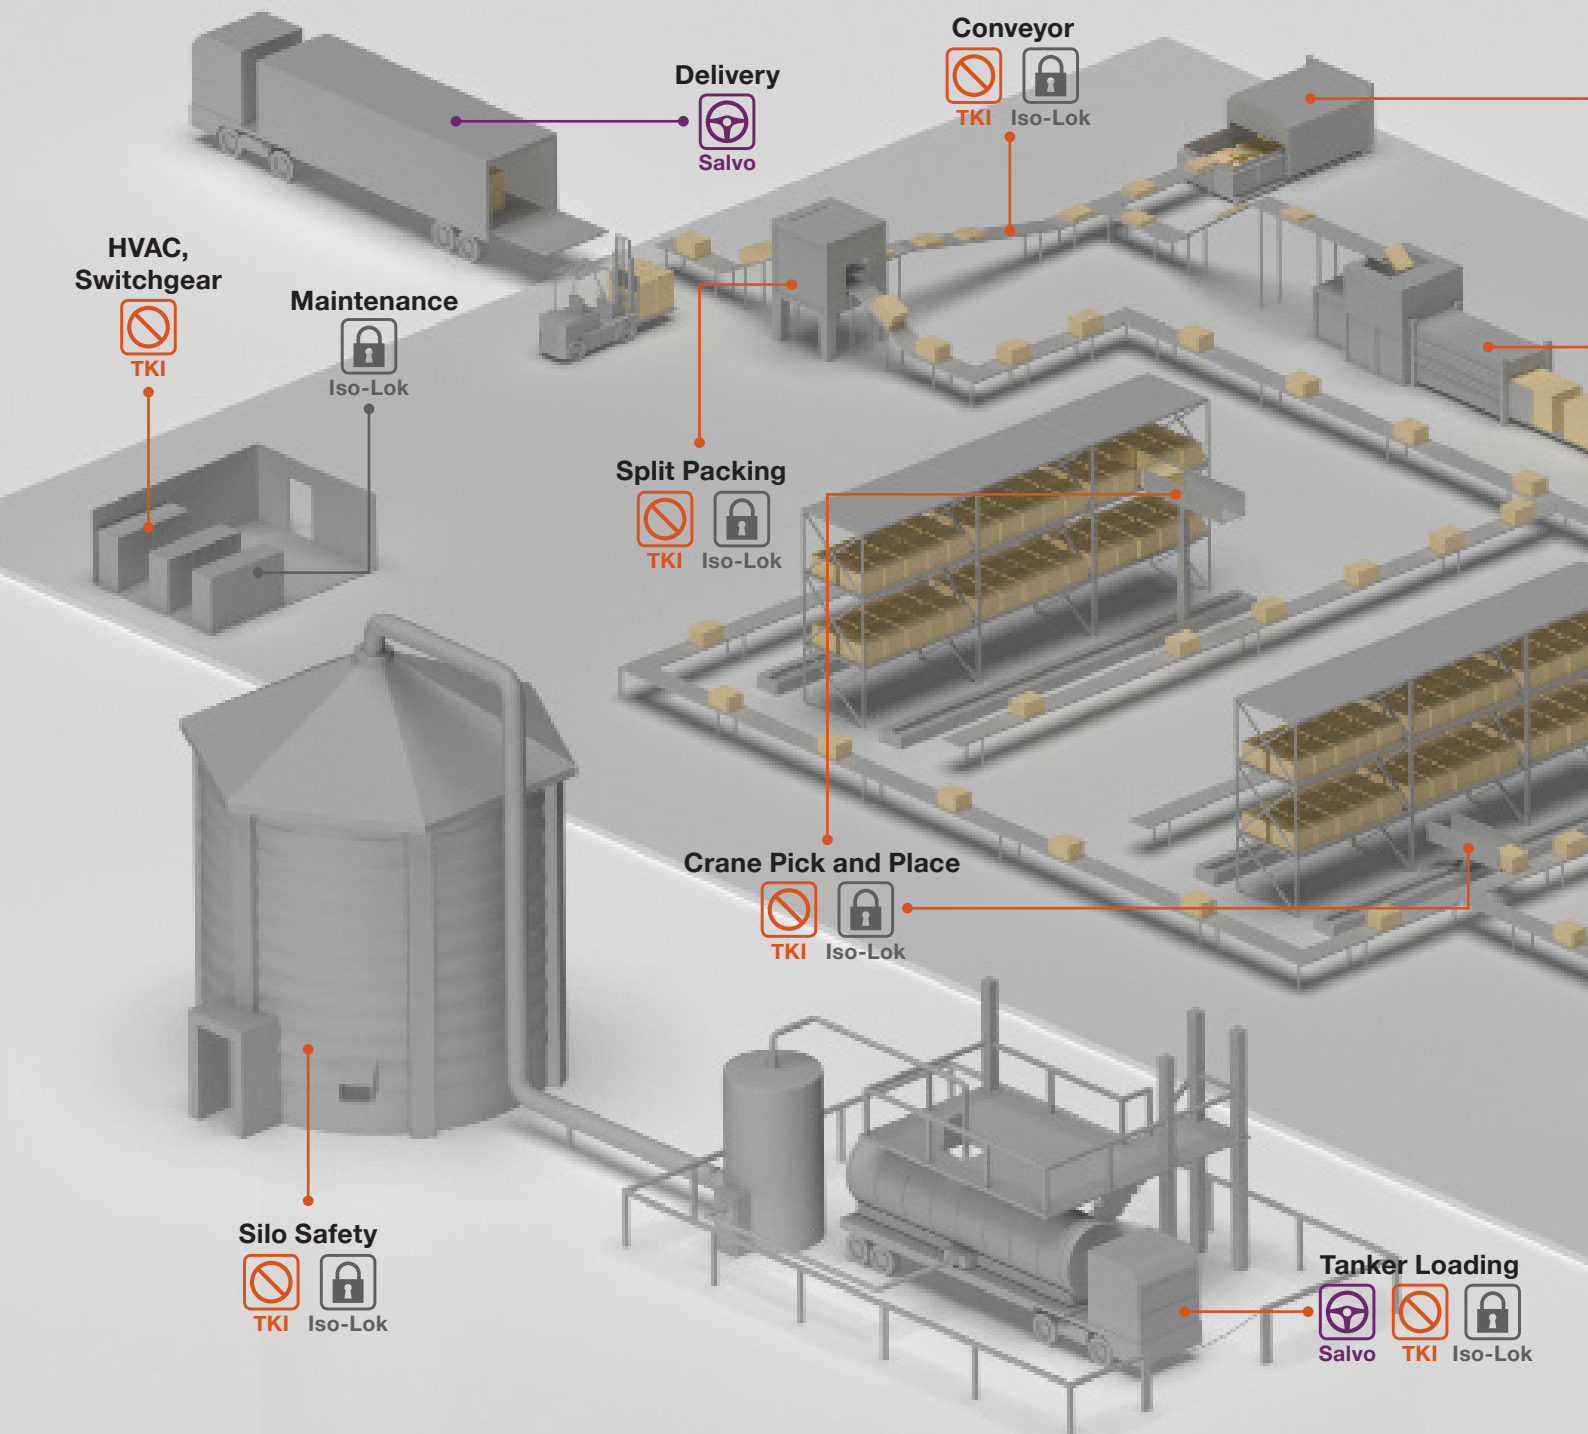 Conveyor
TKI Iso-Lok
Delivery
Salvo
HVAC,
Switchgear
TKI
Maintenance
Iso-Lok
Split Packing
TKI Iso-Lok
Crane Pick and Place
TKI Iso-Lok
Silo Safety
TKI Iso-Lok
Tanker Loading
Salvo TKI Iso-Lok